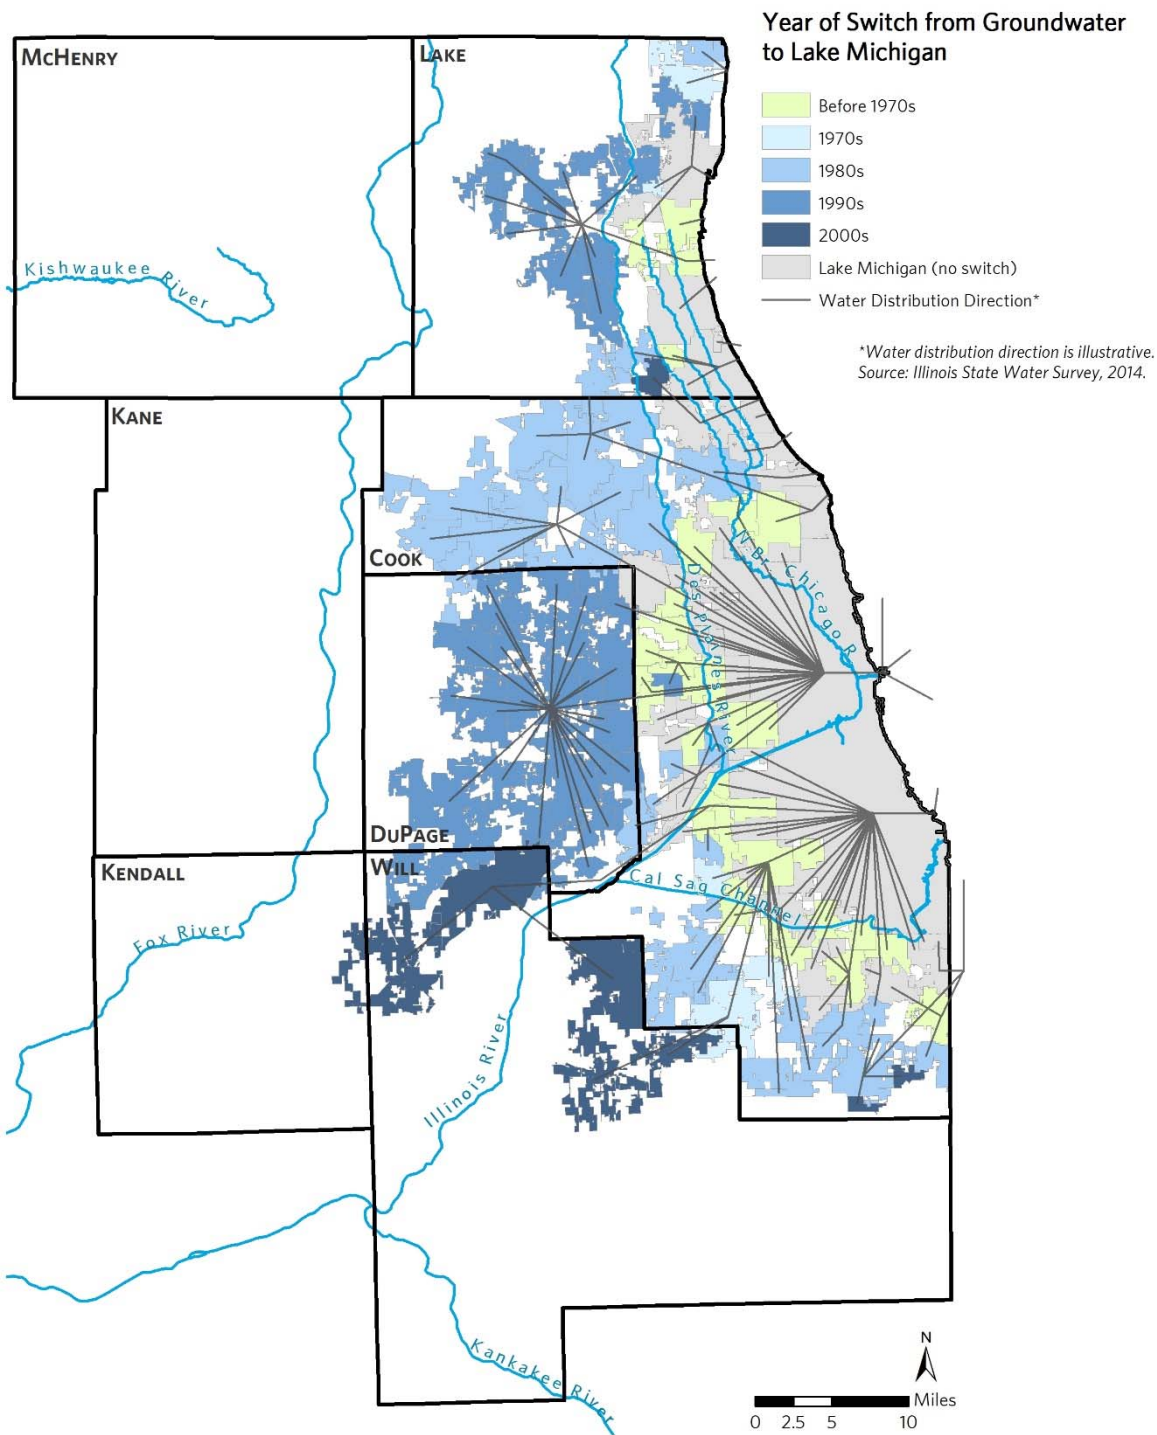 Year of Switch from Groundwater
to Lake Michigan
Before 1970s
1970s
1980s
1990s
2000s
Lake Michigan (no switch)
Water Distribution Direction*
*Water distribution direction is illustrative.
Source: Illinois State Water Survey, 2014.
MCHENRY
LAKE
Kishwaukee River
KANE
COOK
N. Br. Chicago R.
Des Plaines River
DUPAGE
KENDALL
WILL
Cal Sag Channel
Fox River
Illinois River
Kankakee River
N
Miles
0 2.5 5 10